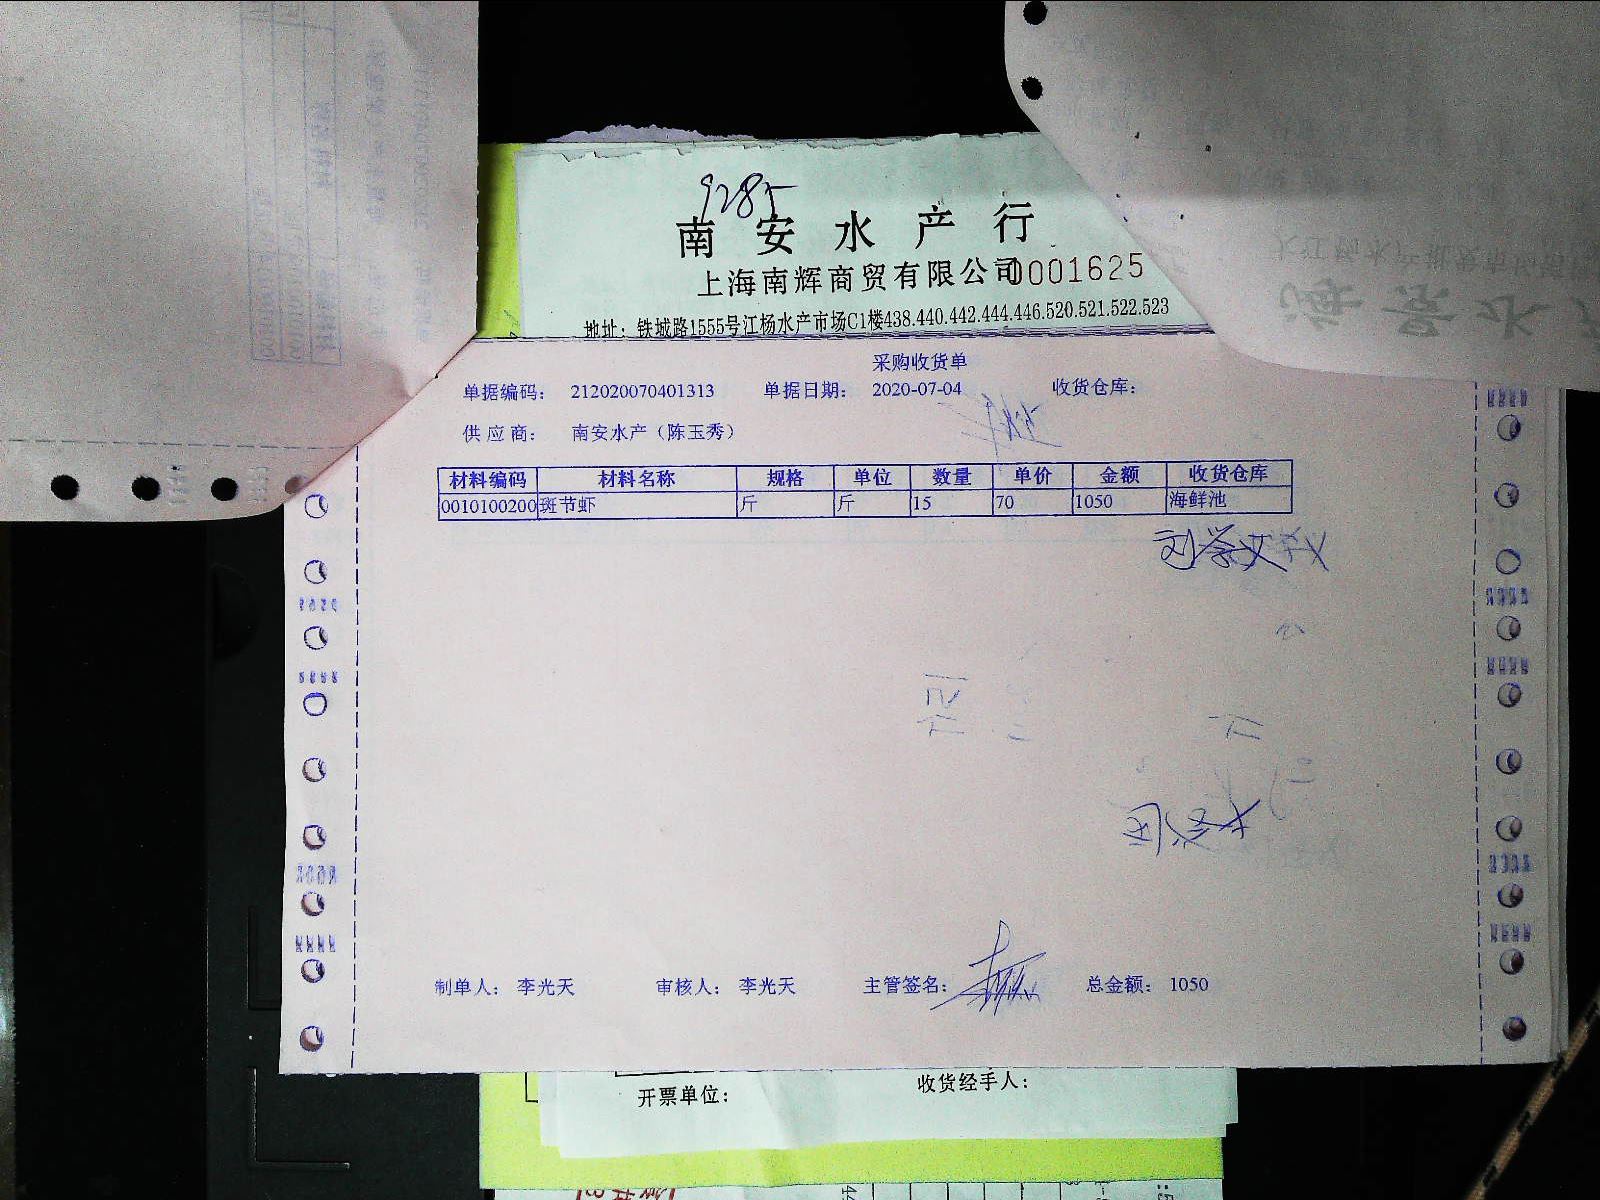 9285
南安水产行
上海南辉商贸有限公司0001625
地址：铁城路1555号江杨水产市场C1楼438.440.442.444.446.520.521.522.523
采购收货单
单据编码： 212020070401313 单据日期： 2020-07-04 收货仓库：
供应商： 南安水产（陈玉秀）
材料编码 材料名称 规格 单位 数量 单价 金额 收货仓库
0010100200 斑节虾 斤 斤 15 70 1050 海鲜池
制单人： 李光天 审核人： 李光天 主管签名： 总金额： 1050
开票单位： 收货经手人：